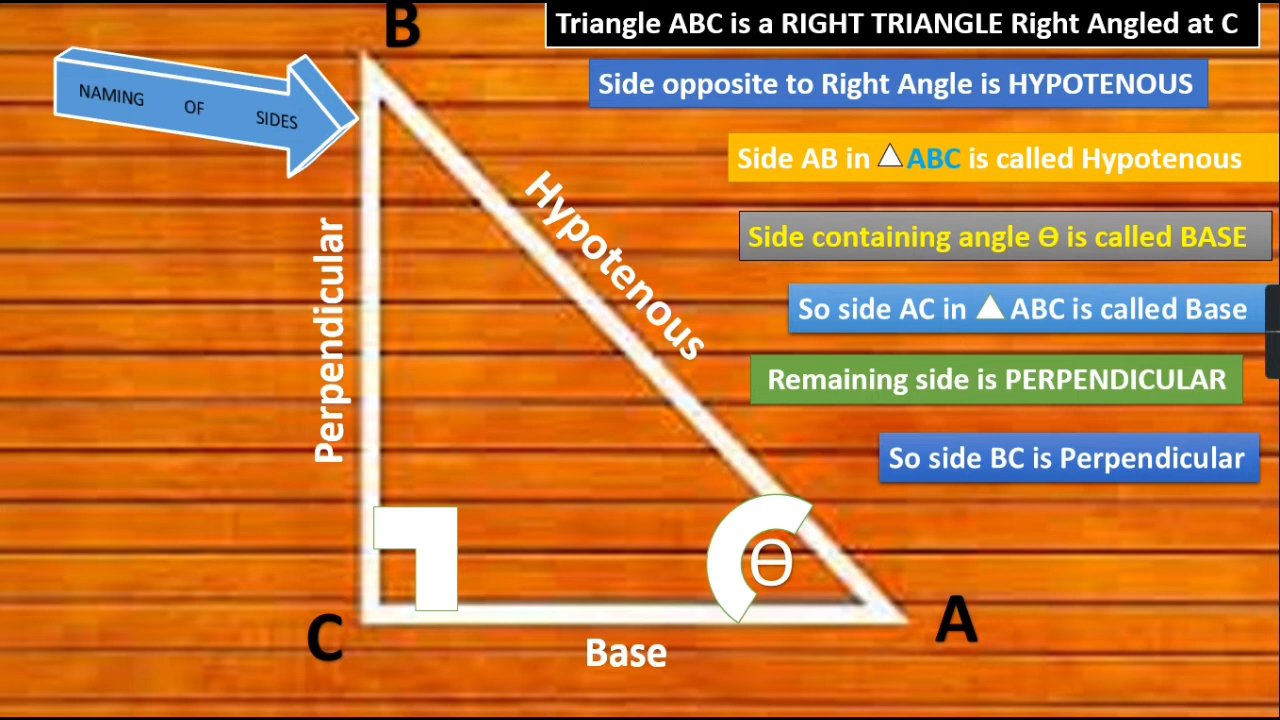 B
Triangle ABC is a RIGHT TRIANGLE Right Angled at C
NAMING OF SIDES
Side opposite to Right Angle is HYPOTENOUS
Side AB in △ ABC is called Hypotenous
Side containing angle Ө is called BASE
So side AC in △ ABC is called Base
Remaining side is PERPENDICULAR
So side BC is Perpendicular
Perpendicular
Hypotenous
Ө
C
A
Base